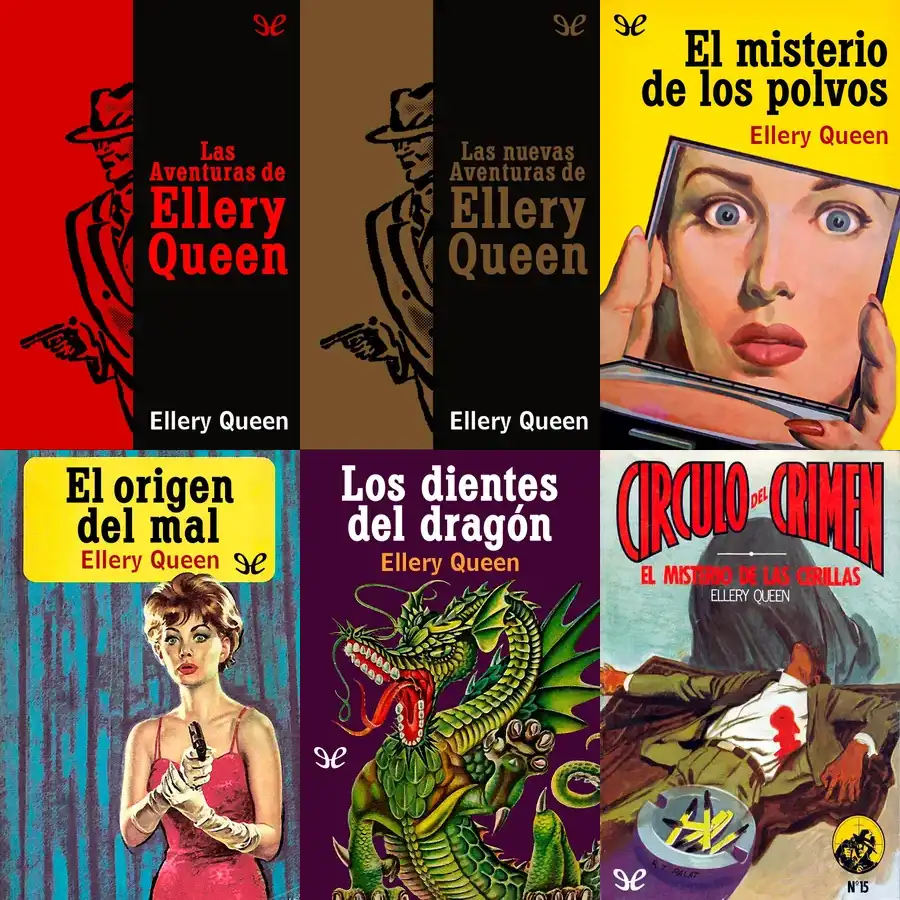 Las
Aventuras de
Ellery
Queen
Ellery Queen
Las nuevas
Aventuras de
Ellery
Queen
Ellery Queen
El misterio
de los polvos
Ellery Queen
El origen
del mal
Ellery Queen
Los dientes
del dragón
Ellery Queen
CIRCULO DEL CRIMEN
EL MISTERIO DE LAS CERILLAS
ELLERY QUEEN
Nº15